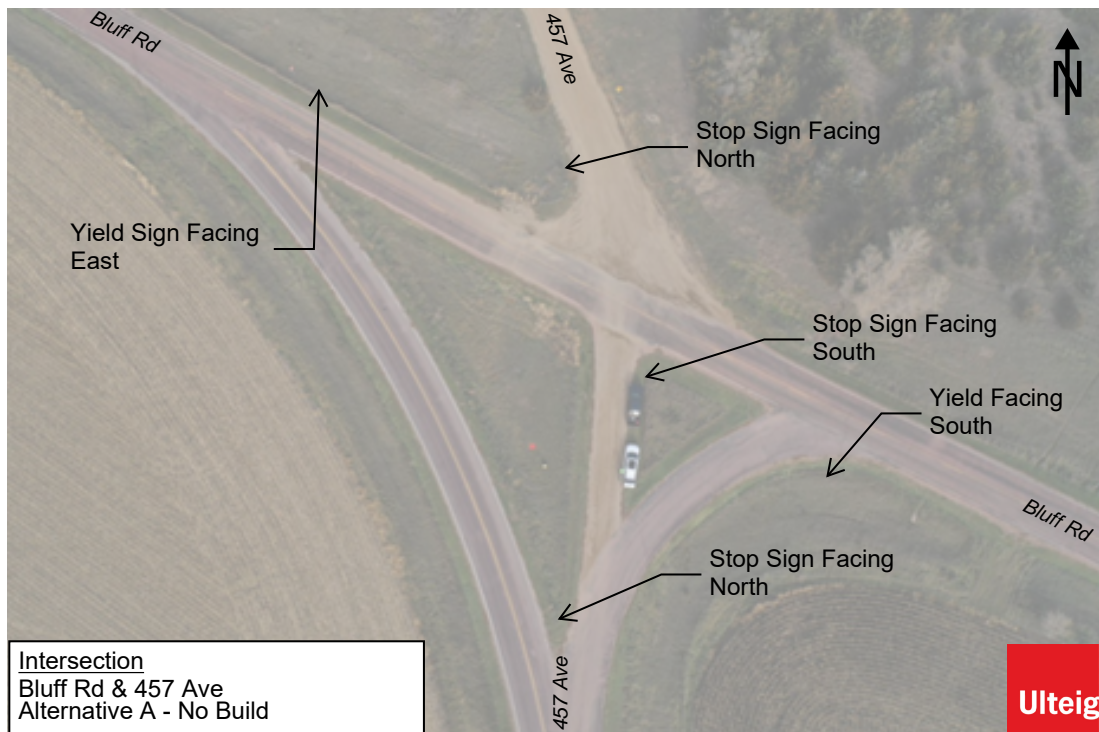 Bluff Rd
457 Ave
N
Stop Sign Facing
North
Yield Sign Facing
East
Stop Sign Facing
South
Yield Facing
South
Bluff Rd
Stop Sign Facing
North
457 Ave
Intersection
Bluff Rd & 457 Ave
Alternative A - No Build
Ulteig